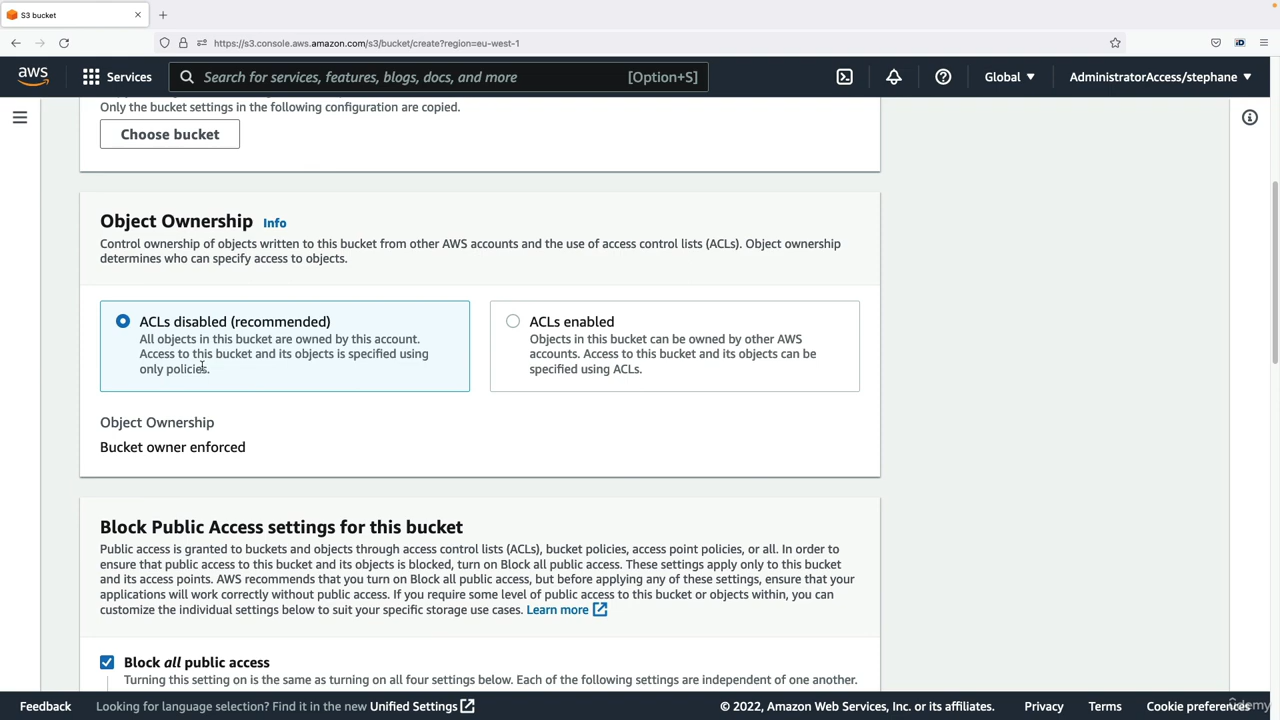 S3 bucket
https://s3.console.aws.amazon.com/s3/bucket/create?region=eu-west-1
aws
Services
Search for services, features, blogs, docs, and more
[Option+S]
Global
AdministratorAccess/stephane
Only the bucket settings in the following configuration are copied.
Choose bucket
Object Ownership Info
Control ownership of objects written to this bucket from other AWS accounts and the use of access control lists (ACLs). Object ownership
determines who can specify access to objects.
ACLs disabled (recommended)
All objects in this bucket are owned by this account.
Access to this bucket and its objects is specified using
only policies.
ACLs enabled
Objects in this bucket can be owned by other AWS
accounts. Access to this bucket and its objects can be
specified using ACLs.
Object Ownership
Bucket owner enforced
Block Public Access settings for this bucket
Public access is granted to buckets and objects through access control lists (ACLs), bucket policies, access point policies, or all. In order to
ensure that public access to this bucket and its objects is blocked, turn on Block all public access. These settings apply only to this bucket
and its access points. AWS recommends that you turn on Block all public access, but before applying any of these settings, ensure that your
applications will work correctly without public access. If you require some level of public access to this bucket or objects within, you can
customize the individual settings below to suit your specific storage use cases. Learn more
Block all public access
Turning this setting on is the same as turning on all four settings below. Each of the following settings are independent of one another.
Feedback
Looking for language selection? Find it in the new Unified Settings
© 2022, Amazon Web Services, Inc. or its affiliates.
Privacy
Terms
Cookie preferences
Udemy